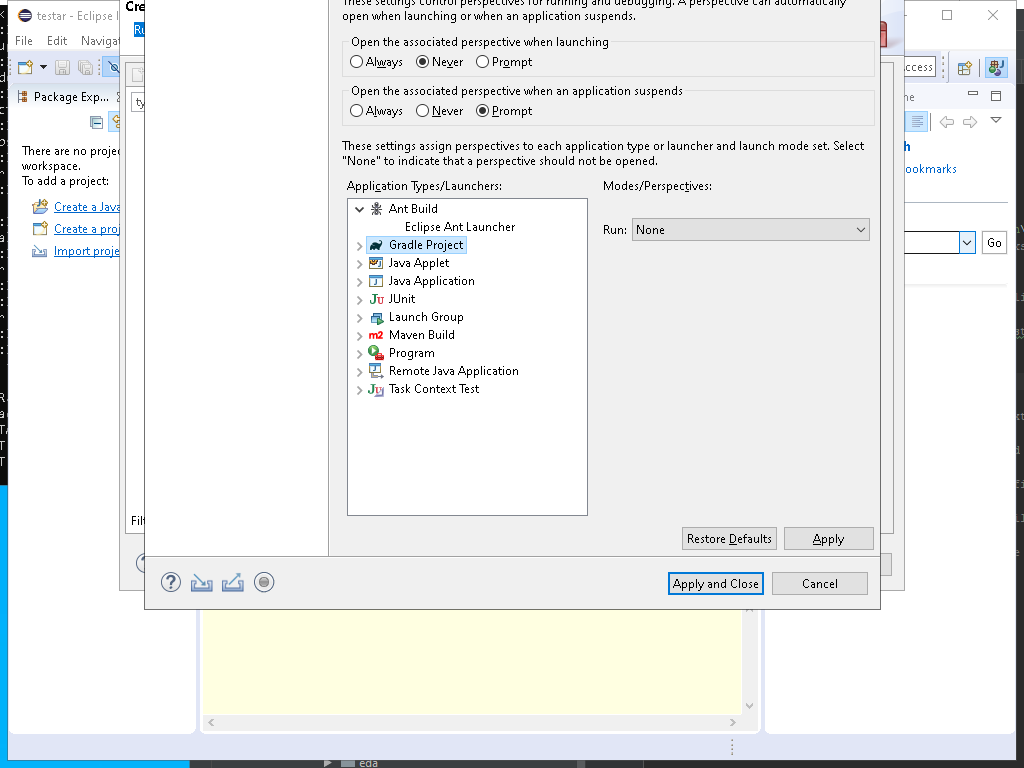 These settings control perspectives for running and debugging. A perspective can automatically
open when launching or when an application suspends.
testar - Eclipse
Cre
File Edit Navigat
Open the associated perspective when launching
Always Never Prompt
ccess
Package Exp...
Open the associated perspective when an application suspends
Always Never Prompt
ty
There are no proje
workspace.
To add a project:
Create a Java
Create a proj
Import proje
These settings assign perspectives to each application type or launcher and launch mode set. Select
"None" to indicate that a perspective should not be opened.
ookmarks
Application Types/Launchers:
Modes/Perspectives:
Ant Build
Eclipse Ant Launcher
Gradle Project
Java Applet
Java Application
JUnit
Launch Group
Maven Build
Program
Remote Java Application
Task Context Test
Run: None
Go
Filt
Restore Defaults
Apply
Apply and Close
Cancel
eda